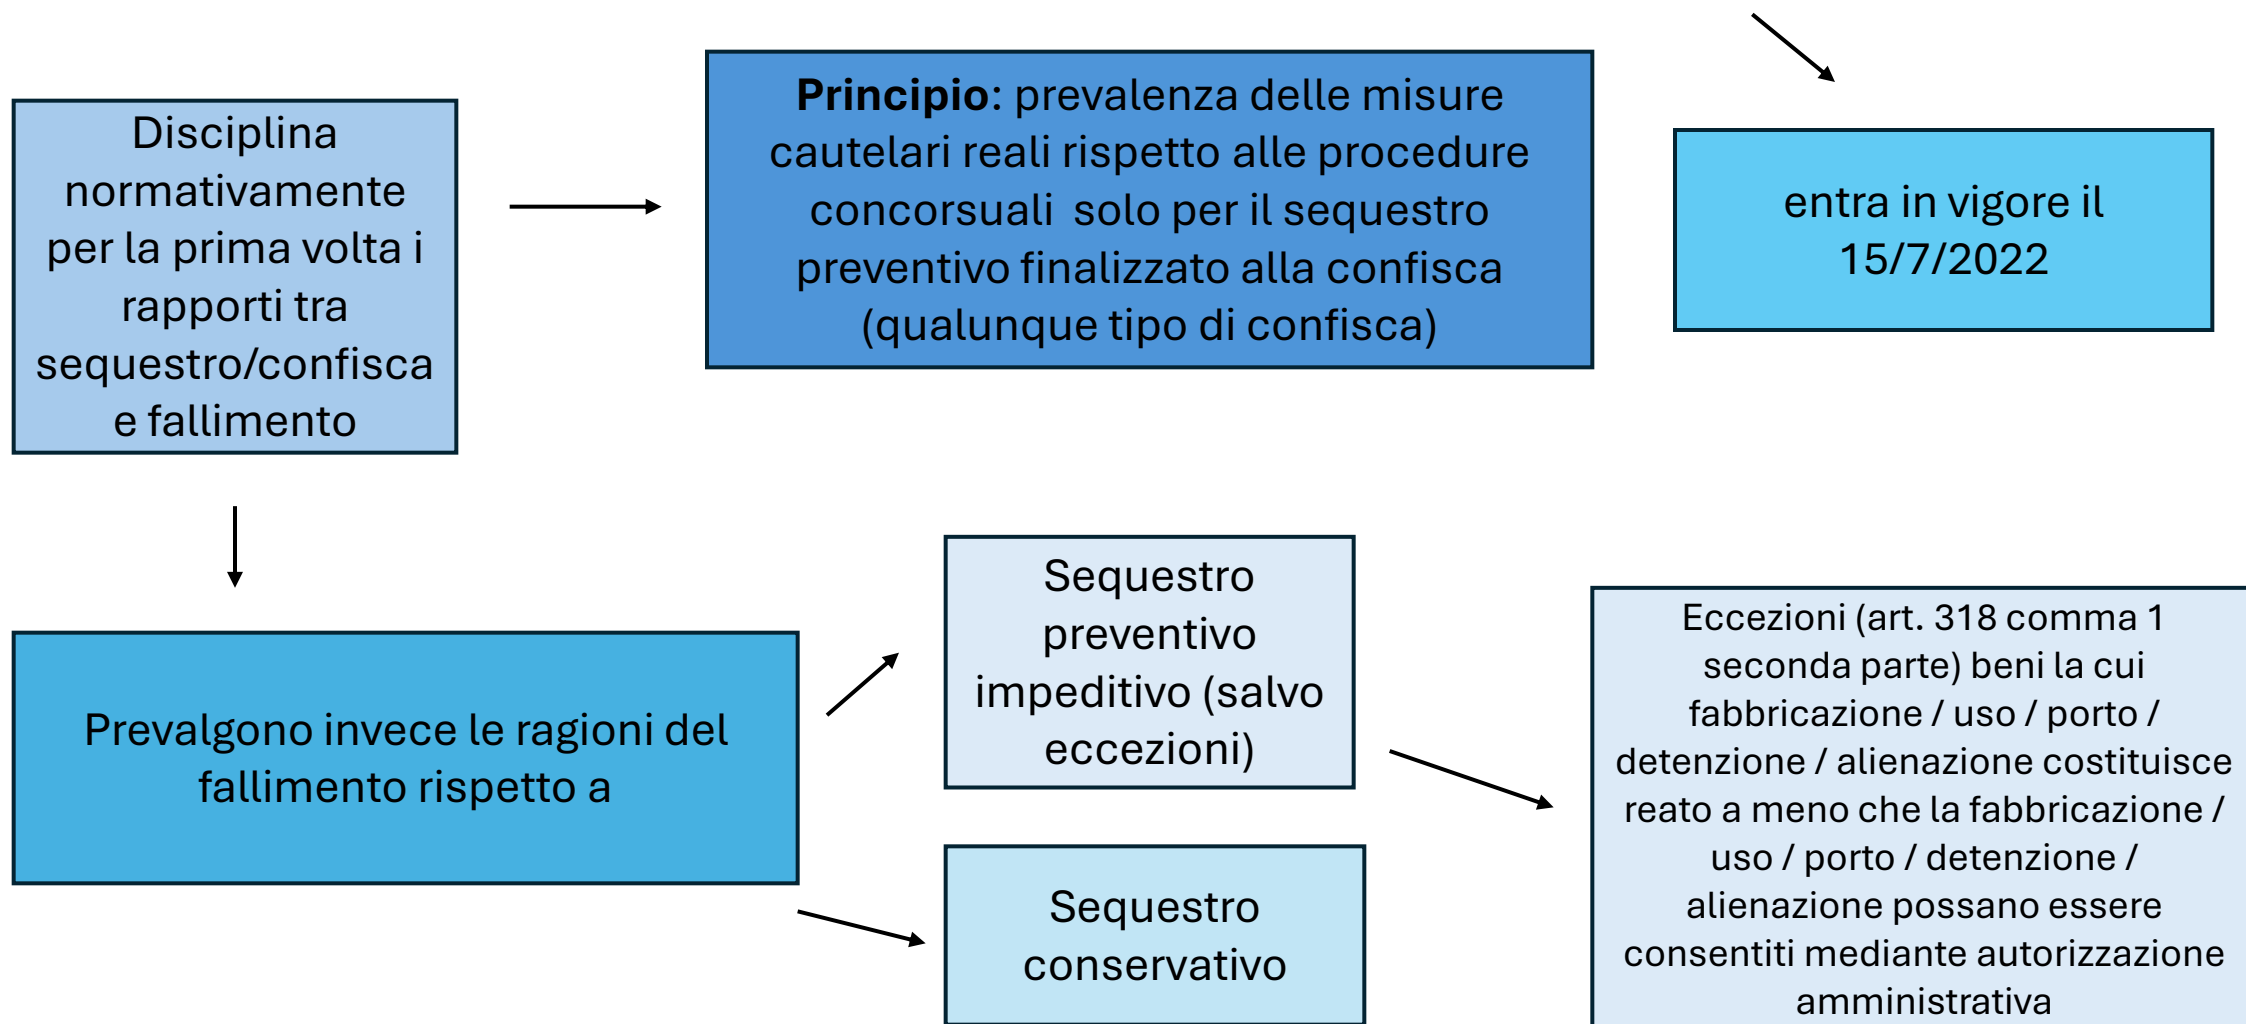 Disciplina
normativamente
per la prima volta i
rapporti tra
sequestro/confisca
e fallimento
Principio: prevalenza delle misure
cautelari reali rispetto alle procedure
concorsuali solo per il sequestro
preventivo finalizzato alla confisca
(qualunque tipo di confisca)
entra in vigore il
15/7/2022
Prevalgono invece le ragioni del
fallimento rispetto a
Sequestro
preventivo
impeditivo (salvo
eccezioni)
Sequestro
conservativo
Eccezioni (art. 318 comma 1
seconda parte) beni la cui
fabbricazione / uso / porto /
detenzione / alienazione costituisce
reato a meno che la fabbricazione /
uso / porto / detenzione /
alienazione possano essere
consentiti mediante autorizzazione
amministrativa